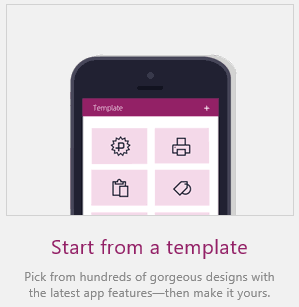 Template +
Start from a template
Pick from hundreds of gorgeous designs with
the latest app features—then make it yours.